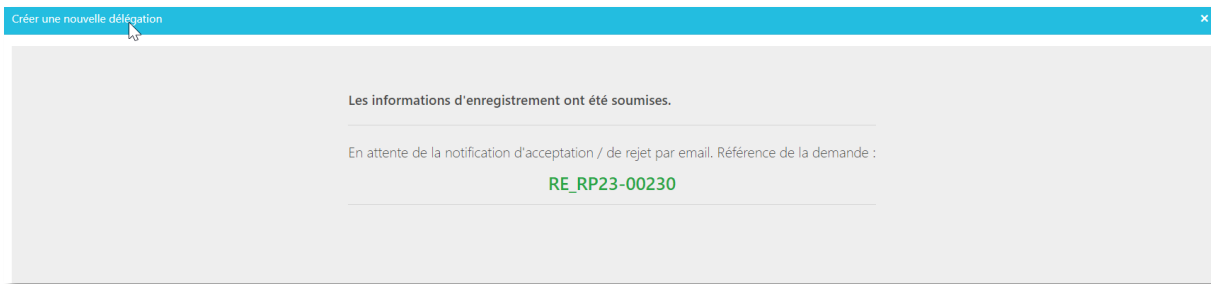 Créer une nouvelle délégation
×
Les informations d'enregistrement ont été soumises.
En attente de la notification d'acceptation / de rejet par email. Référence de la demande :
RE_RP23-00230